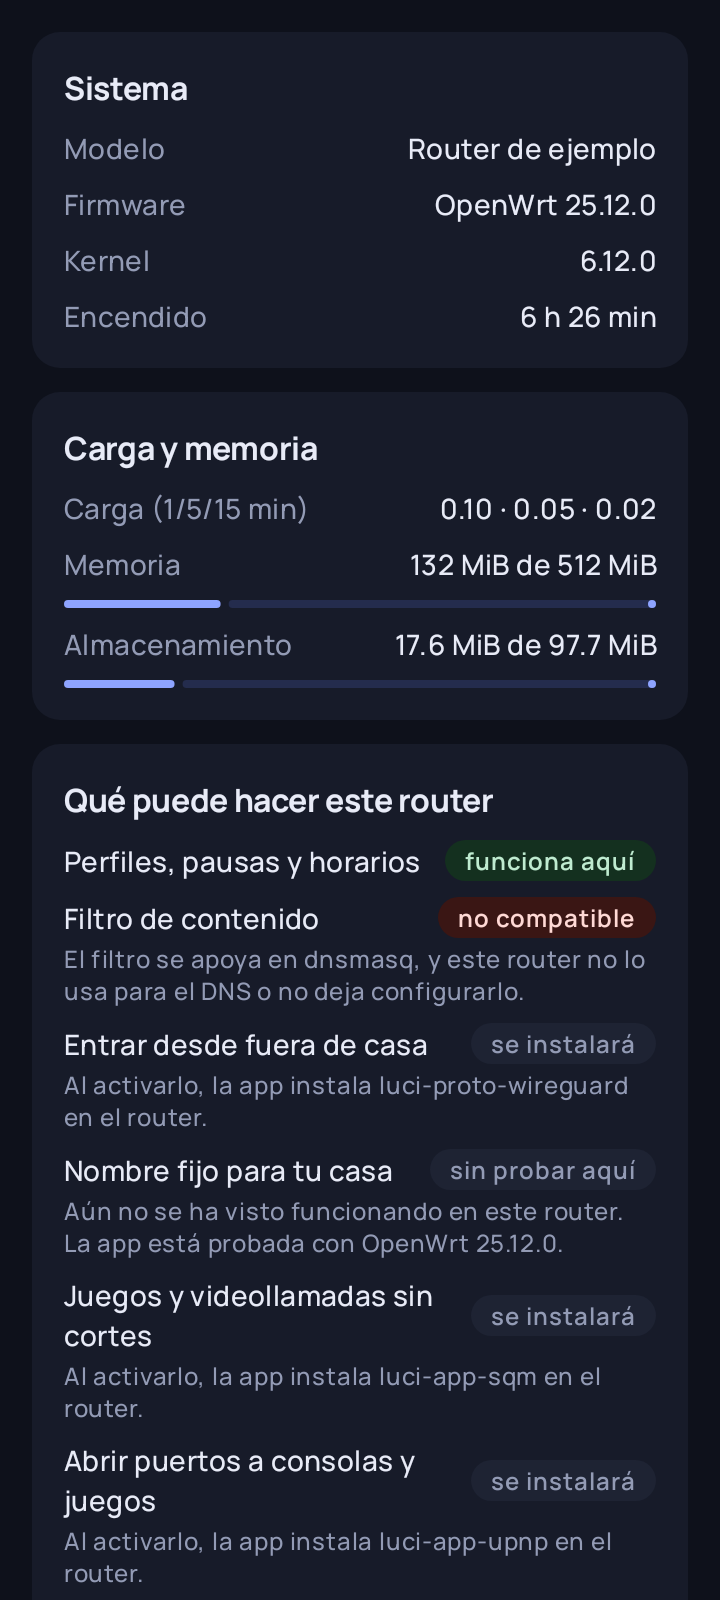 Sistema
Modelo Router de ejemplo
Firmware OpenWrt 25.12.0
Kernel 6.12.0
Encendido 6 h 26 min
Carga y memoria
Carga (1/5/15 min) 0.10 · 0.05 · 0.02
Memoria 132 MiB de 512 MiB
Almacenamiento 17.6 MiB de 97.7 MiB
Qué puede hacer este router
Perfiles, pausas y horarios funciona aquí
Filtro de contenido no compatible
El filtro se apoya en dnsmasq, y este router no lo
usa para el DNS o no deja configurarlo.
Entrar desde fuera de casa se instalará
Al activarlo, la app instala luci-proto-wireguard
en el router.
Nombre fijo para tu casa sin probar aquí
Aún no se ha visto funcionando en este router.
La app está probada con OpenWrt 25.12.0.
Juegos y videollamadas sin
cortes
se instalará
Al activarlo, la app instala luci-app-sqm en el
router.
Abrir puertos a consolas y
juegos
se instalará
Al activarlo, la app instala luci-app-upnp en el
router.